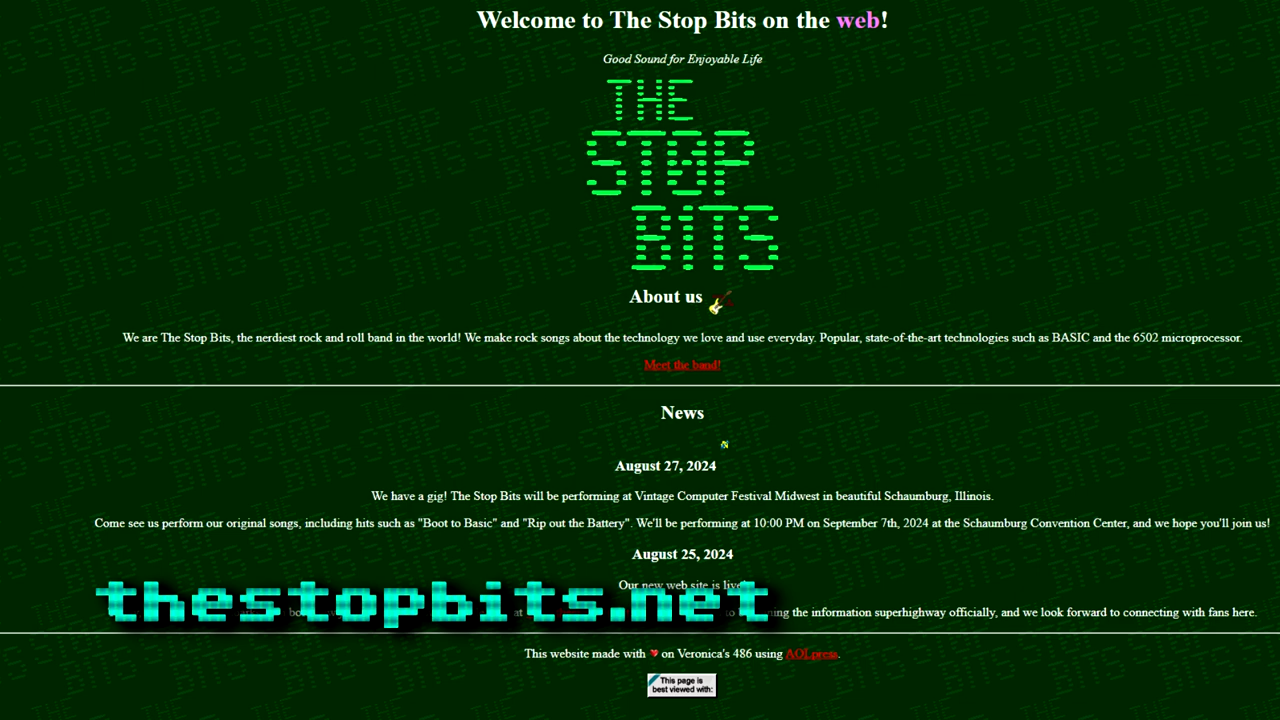 Welcome to The Stop Bits on the web!
Good Sound for Enjoyable Life
THE
STOP
BITS
About us
We are The Stop Bits, the nerdiest rock and roll band in the world! We make rock songs about the technology we love and use everyday. Popular, state-of-the-art technologies such as BASIC and the 6502 microprocessor.
Meet the band!
News
August 27, 2024
We have a gig! The Stop Bits will be performing at Vintage Computer Festival Midwest in beautiful Schaumburg, Illinois.
Come see us perform our original songs, including hits such as "Boot to Basic" and "Rip out the Battery". We'll be performing at 10:00 PM on September 7th, 2024 at the Schaumburg Convention Center, and we hope you'll join us!
August 25, 2024
Our new web site is live!
thestopbits.net
the information superhighway officially, and we look forward to connecting with fans here.
This website made with on Veronica's 486 using AOLpress.
This page is
best viewed with: